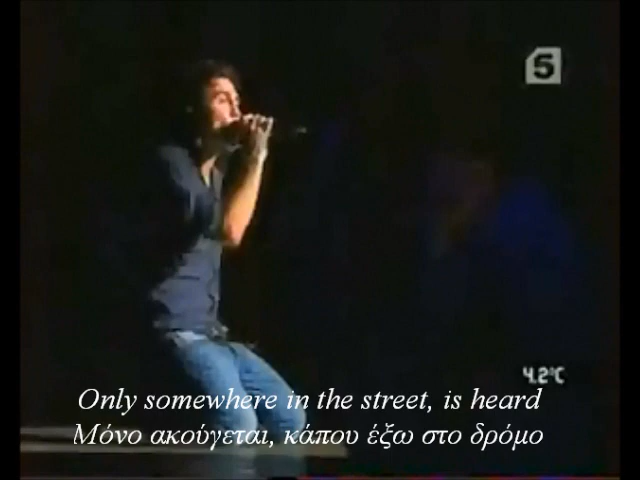 5
4.2°C
Only somewhere in the street, is heard
Μόνο ακούγεται, κάπου έξω στο δρόμο